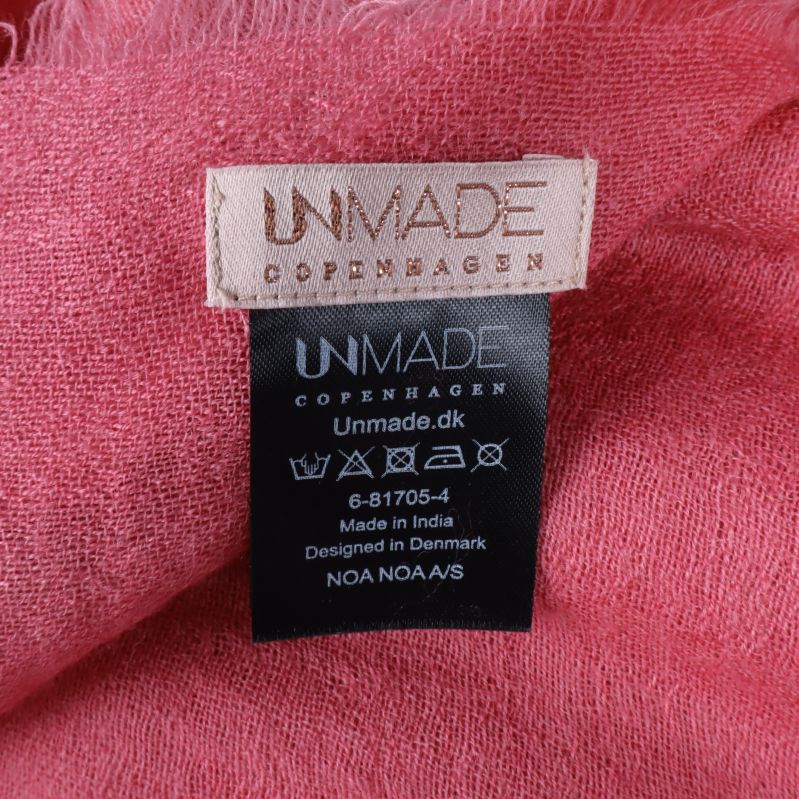 UNMADE
COPENHAGEN
UNMADE
COPENHAGEN
Unmade.dk
6-81705-4
Made in India
Designed in Denmark
NOA NOA A/S